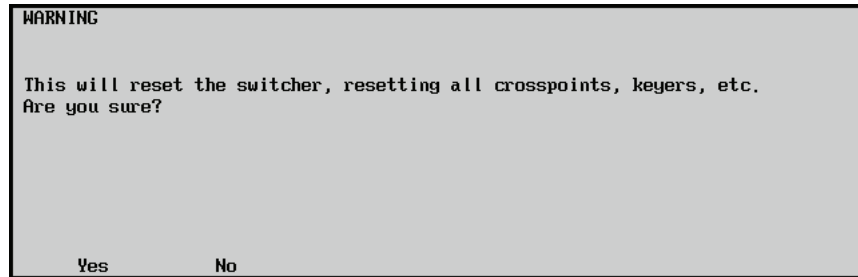 WARNING
This will reset the switcher, resetting all crosspoints, keyers, etc.
Are you sure?
Yes No